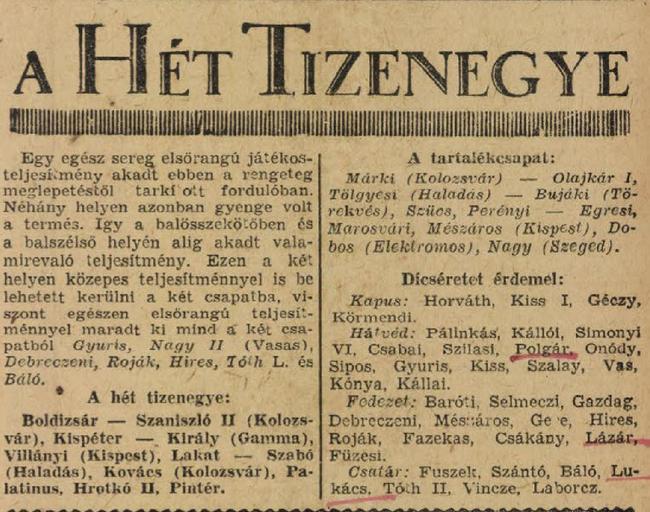 A HÉT TIZENEGYE
Egy egész sereg elsőrangú játékos-
teljesítmény akadt ebben a rengeteg
meglepetéstől tarkított fordulóban.
Néhány helyen azonban gyenge volt
a termés. Igy a balösszekötőben és
a balszélső helyén alig akadt vala-
mirevaló teljesítmény. Ezen a két
helyen közepes teljesítménnyel is be
lehetett kerülni a két csapatba, vi-
szont egészen elsőrangú teljesít-
ménnyel maradt ki mind a két csa-
patból Gyuris, Nagy II (Vasas),
Debreczeni, Roják, Hires, Tóth L. és
Báló.
A hét tizenegye:
Boldizsár — Szaniszló II (Kolozs-
vár), Kispéter — Király (Gamma),
Villányi (Kispest), Lakat — Szabó
(Haladás), Kovács (Kolozsvár), Pa-
latinus, Hrotkó II, Pintér.
A tartalékcsapat:
Márki (Kolozsvár) — Olajkár I,
Tölgyesi (Haladás) — Bujáki (Tö-
rekvés), Szücs, Perényi — Egresi,
Marosvári, Mészáros (Kispest), Do-
bos (Elektromos), Nagy (Szeged).
Dicséretet érdemel:
Kapus: Horváth, Kiss I, Géczy,
Körmendi.
Hátvéd: Pálinkás, Kállói, Simonyi
VI, Csabai, Szilasi, Polgár, Onódy,
Sipos, Gyuris, Kiss, Szalay, Vas,
Kónya, Kállai.
Fedezet: Baróti, Selmeczi, Gazdag,
Debreczeni, Mészáros, Hires,
Roják, Fazekas, Csákány, Lázár,
Füzesi.
Csatár: Fuszek, Szántó, Báló, Lu-
kács, Tóth II, Vincze, Laborcz.